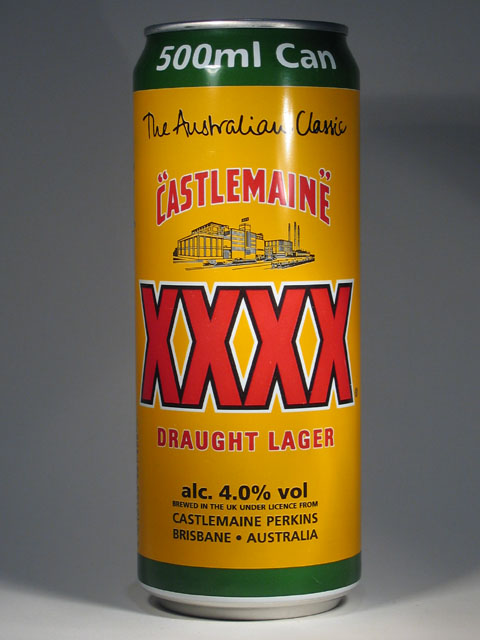 500ml Can
The Australian Classic
CASTLEMAINE
XXXX
DRAUGHT LAGER
alc. 4.0% vol
BREWED IN THE UK UNDER LICENCE FROM
CASTLEMAINE PERKINS
BRISBANE • AUSTRALIA